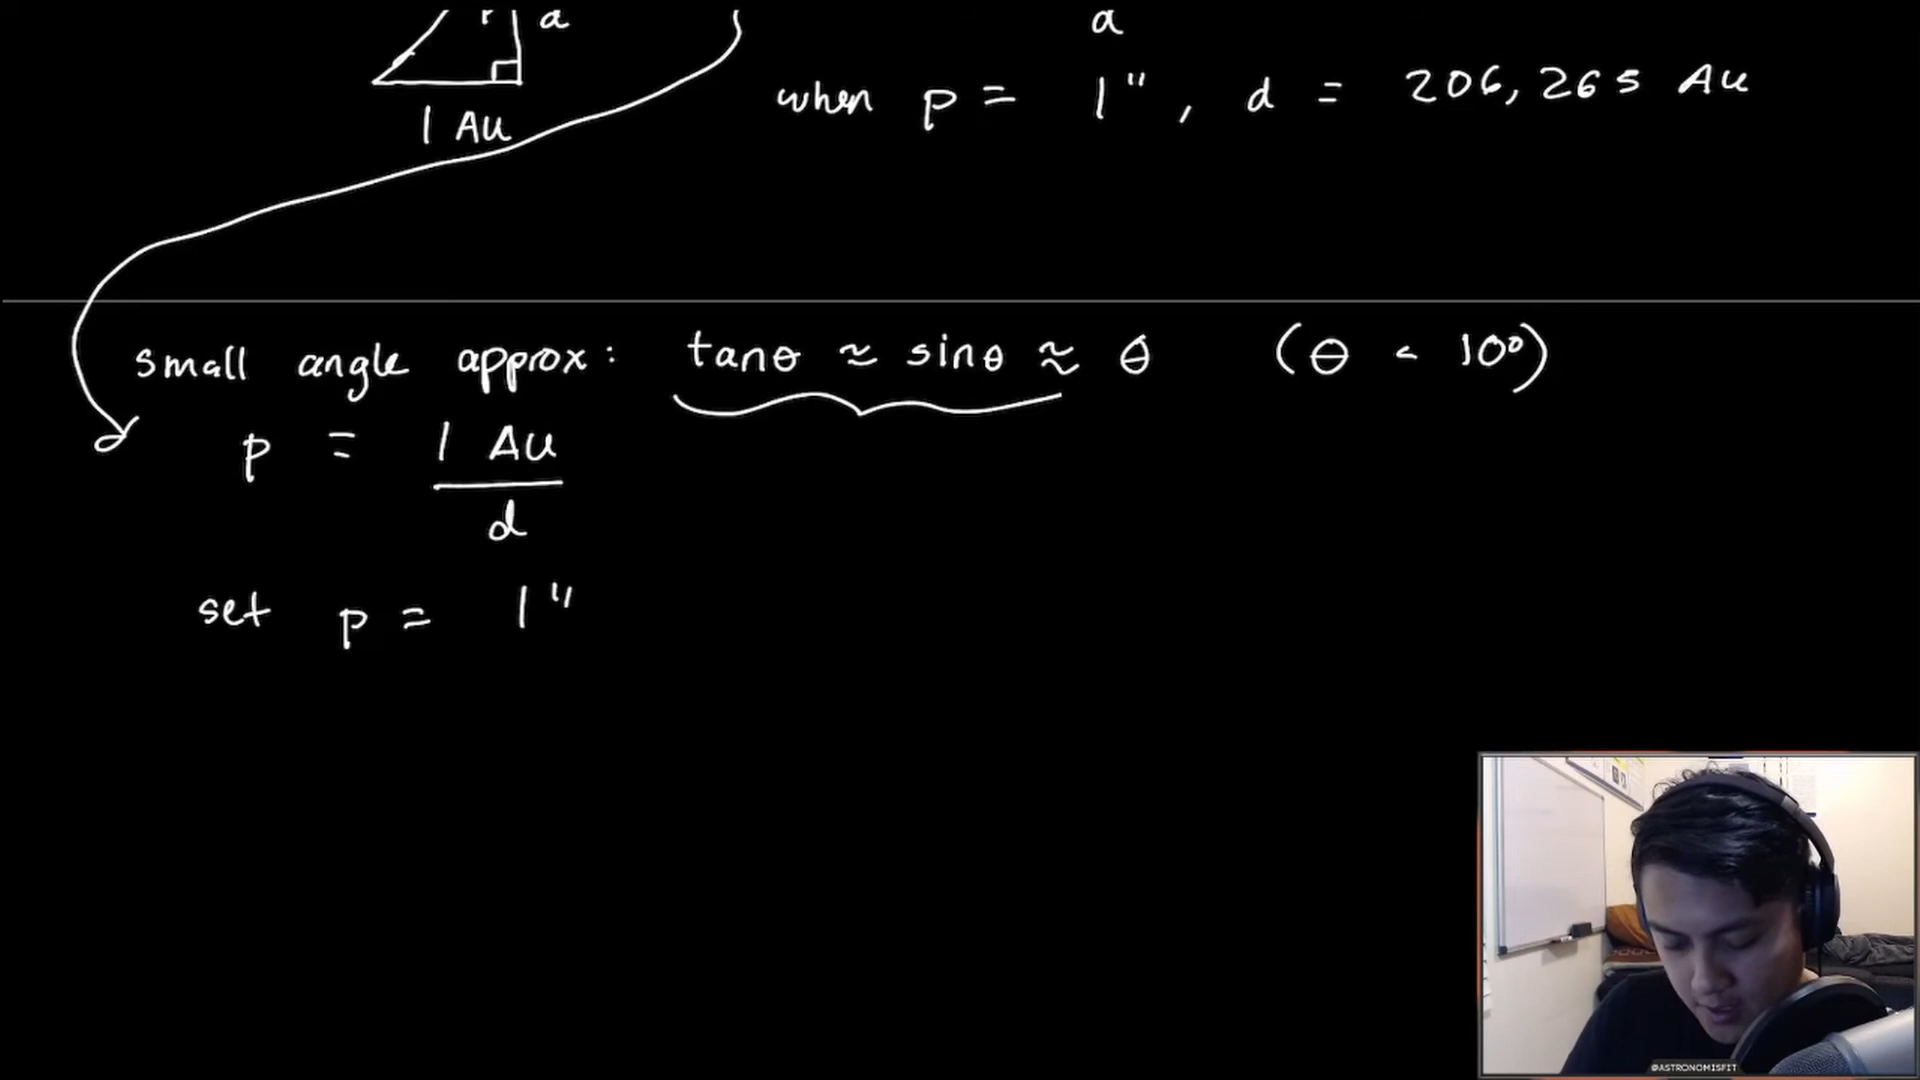 a
a
1 AU
when p = 1", d = 206,265 AU
small angle approx: tanθ ≈ sinθ ≈ θ (θ < 10°)
p = 1 AU
d
set p = 1"
@ASTRONOMISFIT